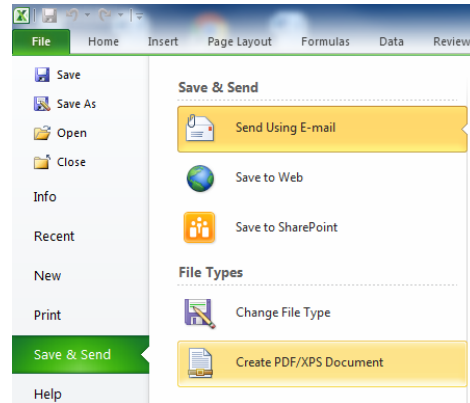 File Home Insert Page Layout Formulas Data Review
Save
Save As
Open
Close
Info
Recent
New
Print
Save & Send
Help
Save & Send
Send Using E-mail
Save to Web
Save to SharePoint
File Types
Change File Type
Create PDF/XPS Document